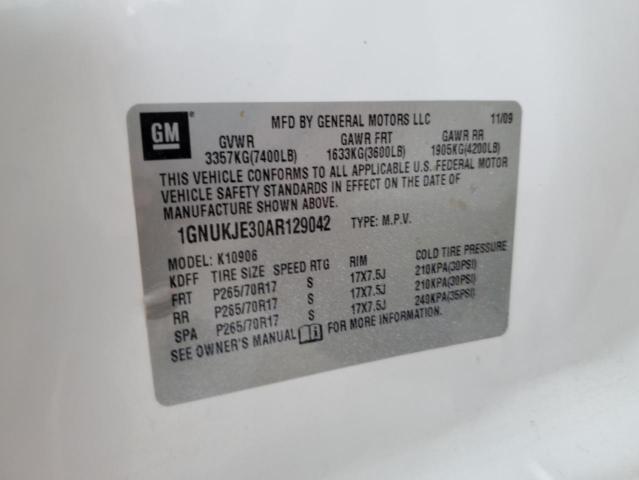 GM MFD BY GENERAL MOTORS LLC 11/09
GVWR GAWR FRT GAWR RR
3357KG(7400LB) 1633KG(3600LB) 1905KG(4200LB)
THIS VEHICLE CONFORMS TO ALL APPLICABLE U.S. FEDERAL MOTOR
VEHICLE SAFETY STANDARDS IN EFFECT ON THE DATE OF
MANUFACTURE SHOWN ABOVE.
1GNUKJE30AR129042 TYPE: M.P.V.
MODEL: K10906
KDFF TIRE SIZE SPEED RTG RIM COLD TIRE PRESSURE
FRT P265/70R17 S 17X7.5J 210KPA(30PSI)
RR P265/70R17 S 17X7.5J 210KPA(30PSI)
SPA P265/70R17 S 17X7.5J 240KPA(35PSI)
SEE OWNER'S MANUAL FOR MORE INFORMATION.